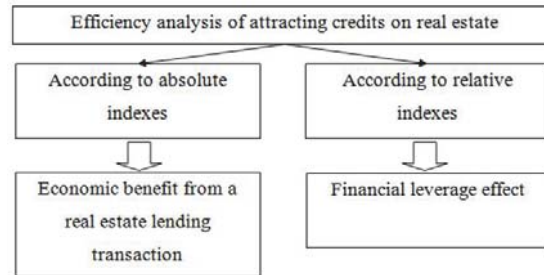 Efficiency analysis of attracting credits on real estate
According to absolute
indexes
According to relative
indexes
Economic benefit from a
real estate lending
transaction
Financial leverage effect